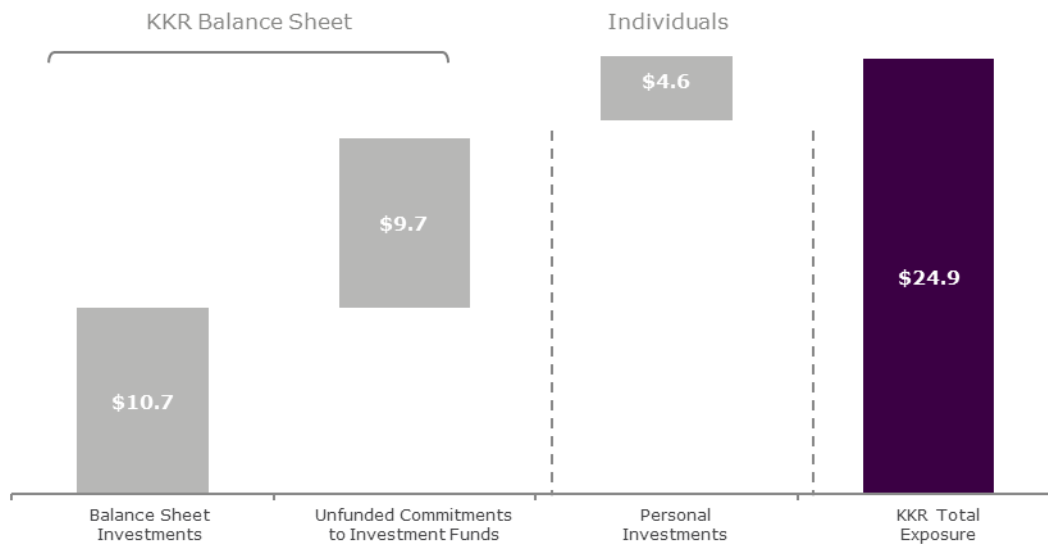 KKR Balance Sheet
Individuals
$4.6
$9.7
$24.9
$10.7
Balance Sheet
Investments
Unfunded Commitments
to Investment Funds
Personal
Investments
KKR Total
Exposure